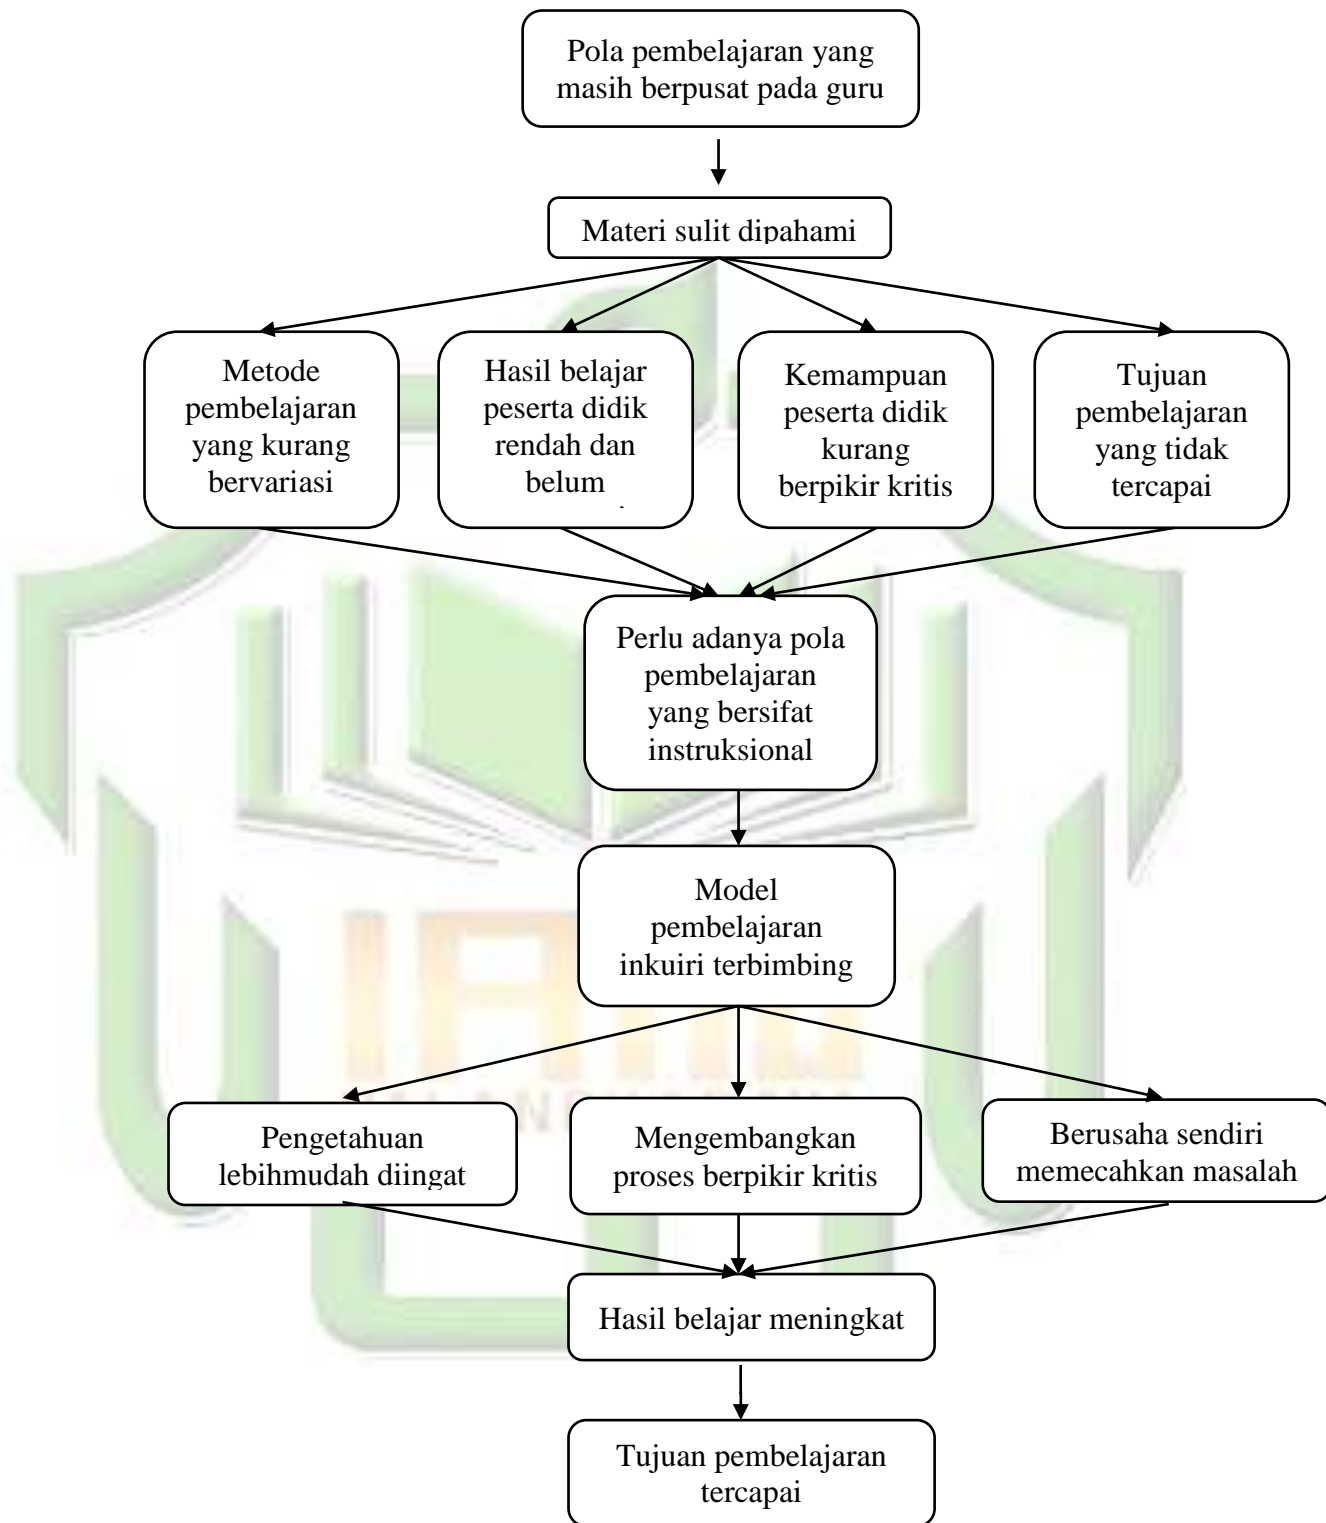 Pola pembelajaran yang
masih berpusat pada guru
Materi sulit dipahami
Metode
pembelajaran
yang kurang
bervariasi
Hasil belajar
peserta didik
rendah dan
belum
Kemampuan
peserta didik
kurang
berpikir kritis
Tujuan
pembelajaran
yang tidak
tercapai
Perlu adanya pola
pembelajaran
yang bersifat
instruksional
Model
pembelajaran
inkuiri terbimbing
Pengetahuan
lebihmudah diingat
Mengembangkan
proses berpikir kritis
Berusaha sendiri
memecahkan masalah
Hasil belajar meningkat
Tujuan pembelajaran
tercapai